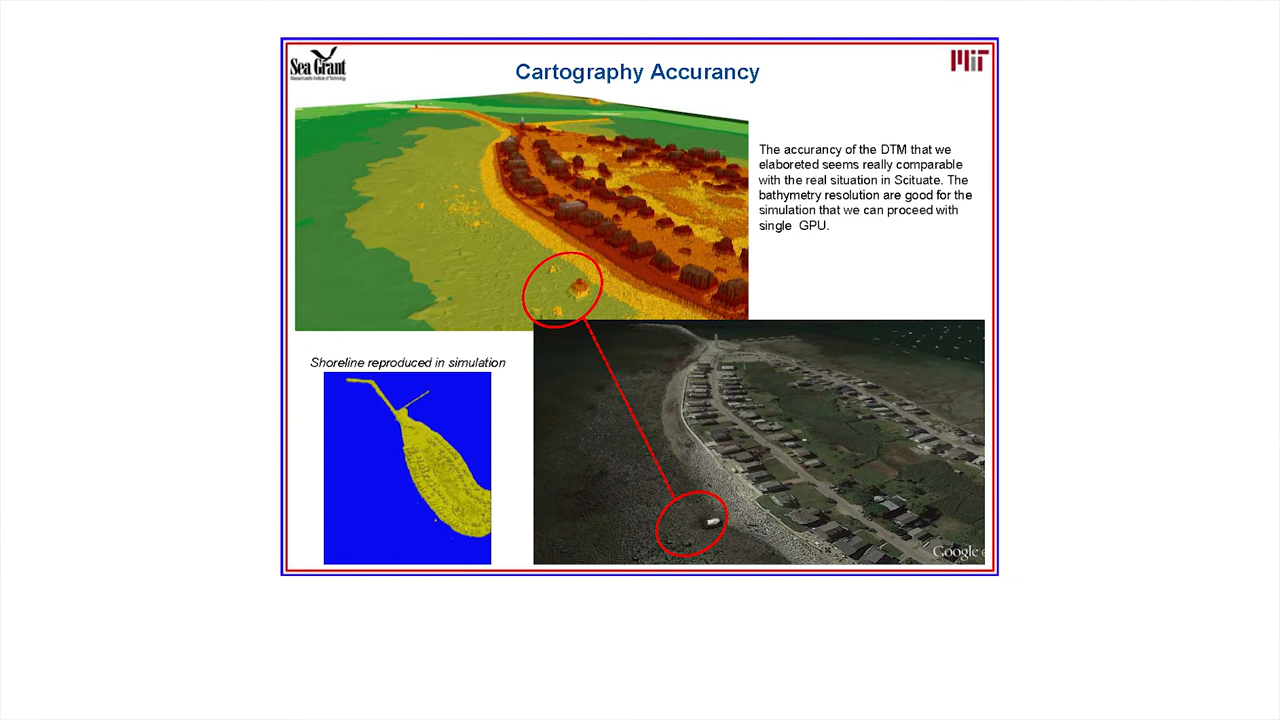 Sea Grant
Massachusetts Institute of Technology
MIT
Cartography Accurancy
The accurancy of the DTM that we
elaboreted seems really comparable
with the real situation in Scituate. The
bathymetry resolution are good for the
simulation that we can proceed with
single GPU.
Shoreline reproduced in simulation
Google e